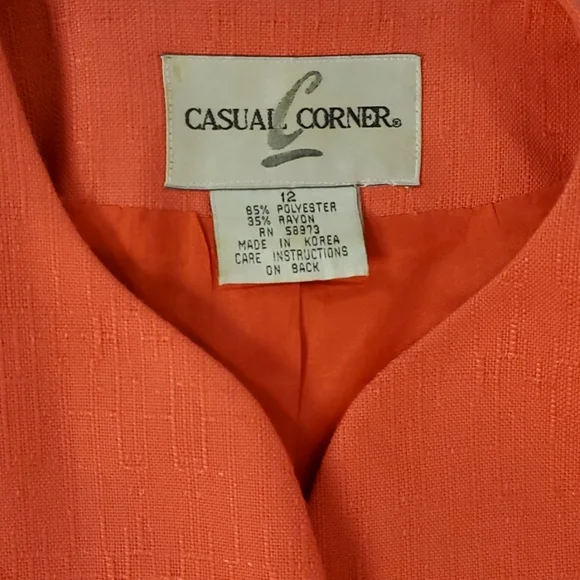 CASUAL CORNER®
12
65% POLYESTER
35% RAYON
RN 58973
MADE IN KOREA
CARE INSTRUCTIONS
ON BACK